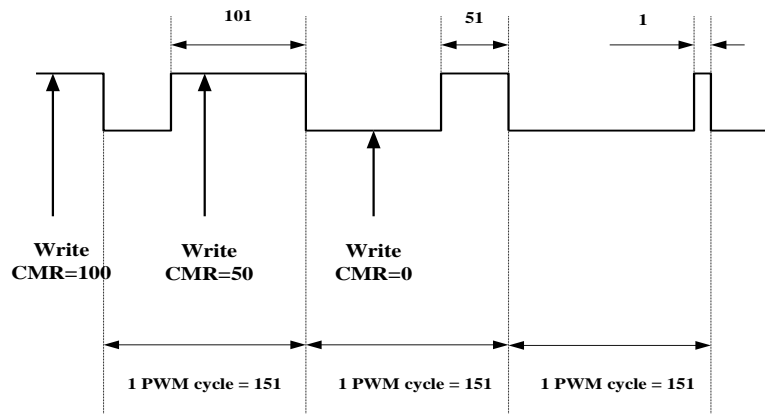 101
51
1
Write
CMR=100
Write
CMR=50
Write
CMR=0
1 PWM cycle = 151
1 PWM cycle = 151
1 PWM cycle = 151